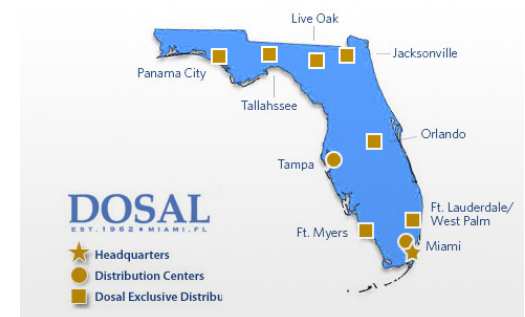 Live Oak
Jacksonville
Panama City
Tallahssee
Orlando
Tampa
Ft. Lauderdale/
West Palm
Ft. Myers
Miami
DOSAL
EST. 1962 MIAMI, FL
Headquarters
Distribution Centers
Dosal Exclusive Distribu